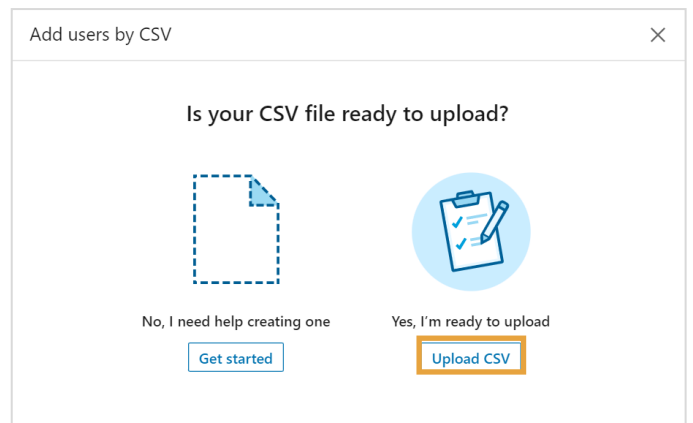 Add users by CSV
Is your CSV file ready to upload?
No, I need help creating one
Yes, I'm ready to upload
Get started
Upload CSV